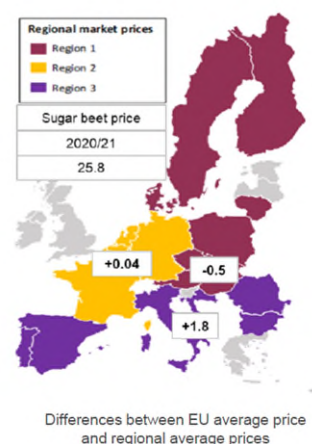 Regional market prices
Region 1
Region 2
Region 3
Sugar beet price
2020/21
25.8
+0.04
-0.5
+1.8
Differences between EU average price
and regional average prices